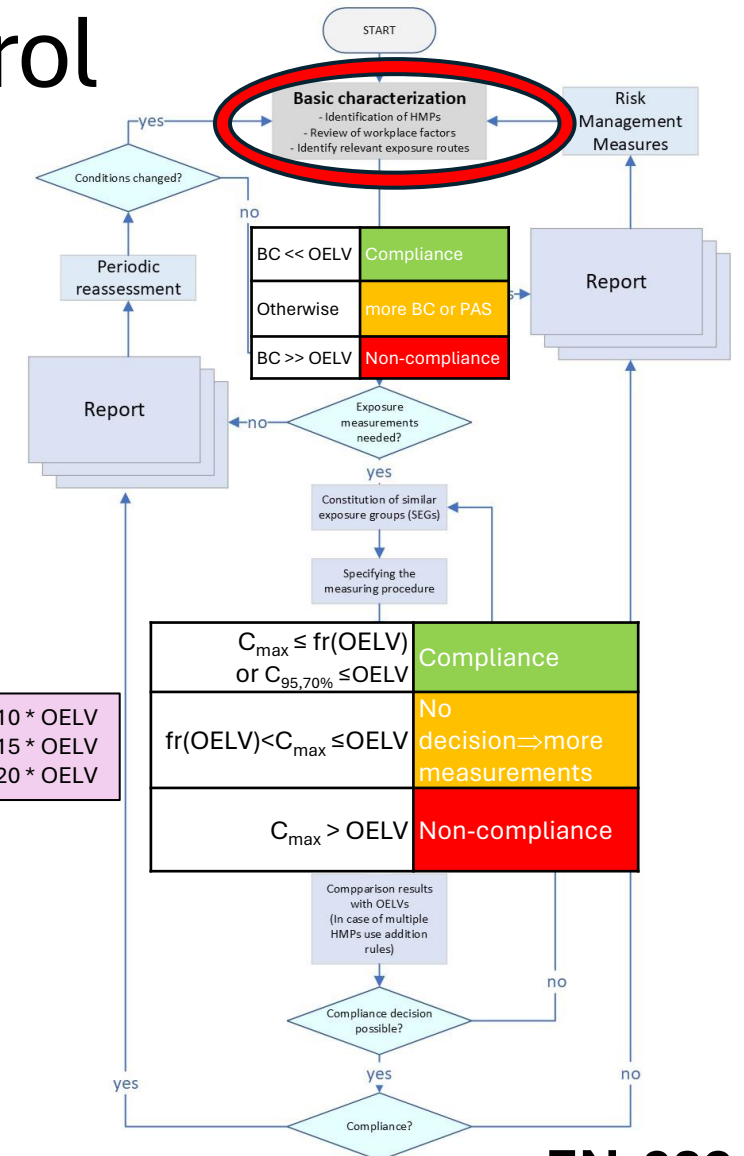 rol
START
Basic characterization
- Identification of HMPs
- Review of workplace factors
- Identify relevant exposure routes
Risk
Management
Measures
yes
Conditions changed?
no
BC << OELV Compliance
Otherwise more BC or PAS
BC >> OELV Non-compliance
s
Periodic
reassessment
Report
Report
Exposure
measurements
needed?
no
yes
Constitution of similar
exposure groups (SEGs)
Specifying the
measuring procedure
Cmax ≤ fr(OELV)
or C95,70% ≤OELV
Compliance
fr(OELV)<Cmax ≤OELV
No
decision⇒more
measurements
Cmax > OELV Non-compliance
10 * OELV
15 * OELV
20 * OELV
Compparison results
with OELVs
(In case of multiple
HMPs use addition
rules)
no
Compliance decision
possible?
yes
yes
no
Compliance?